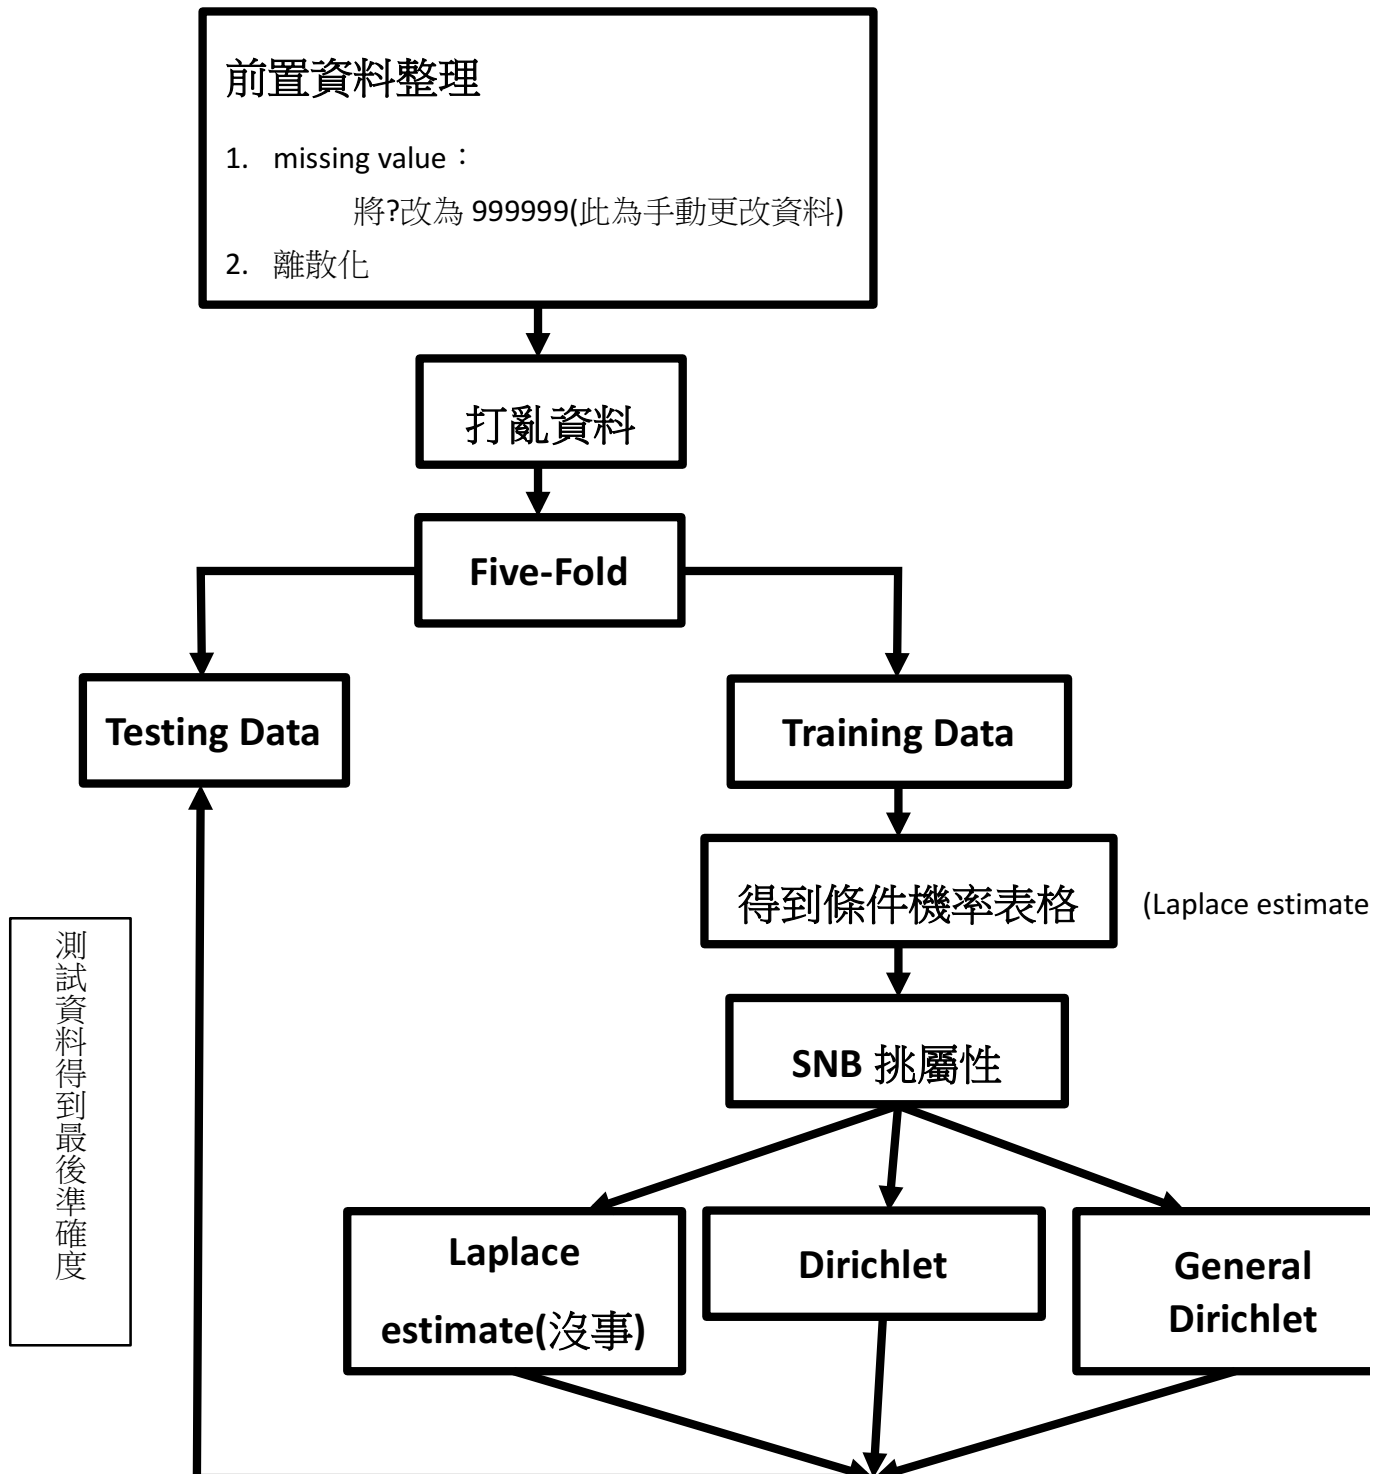 前置資料整理
1. missing value：
將?改為 999999(此為手動更改資料)
2. 離散化
打亂資料
Five-Fold
Testing Data
Training Data
得到條件機率表格
(Laplace estimate
SNB 挑屬性
測試資料得到最後準確度
Laplace
estimate(沒事)
Dirichlet
General
Dirichlet